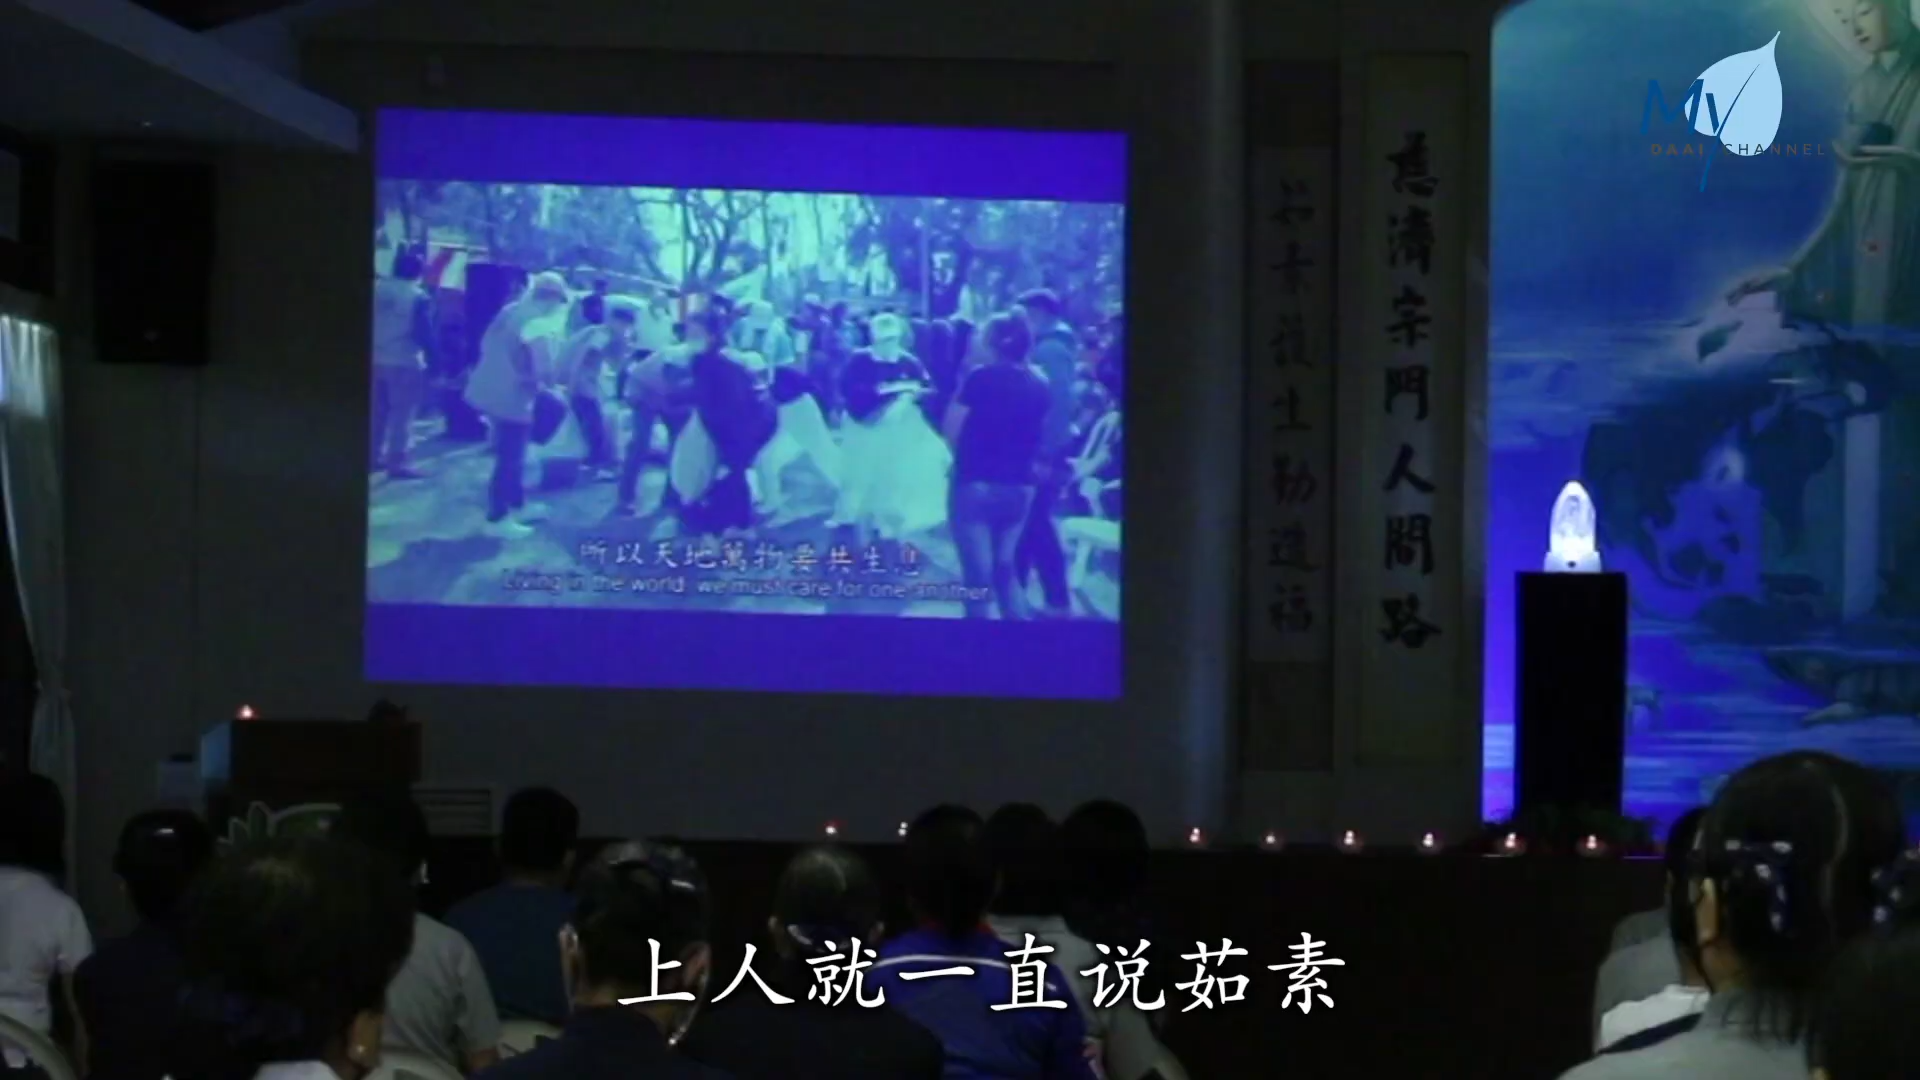 My
DAAI CHANNEL
慈濟宗門人間路
茹素護生勤造福
所以天地萬物要共生息
Living in the world, we must care for one another
上人就一直说茹素